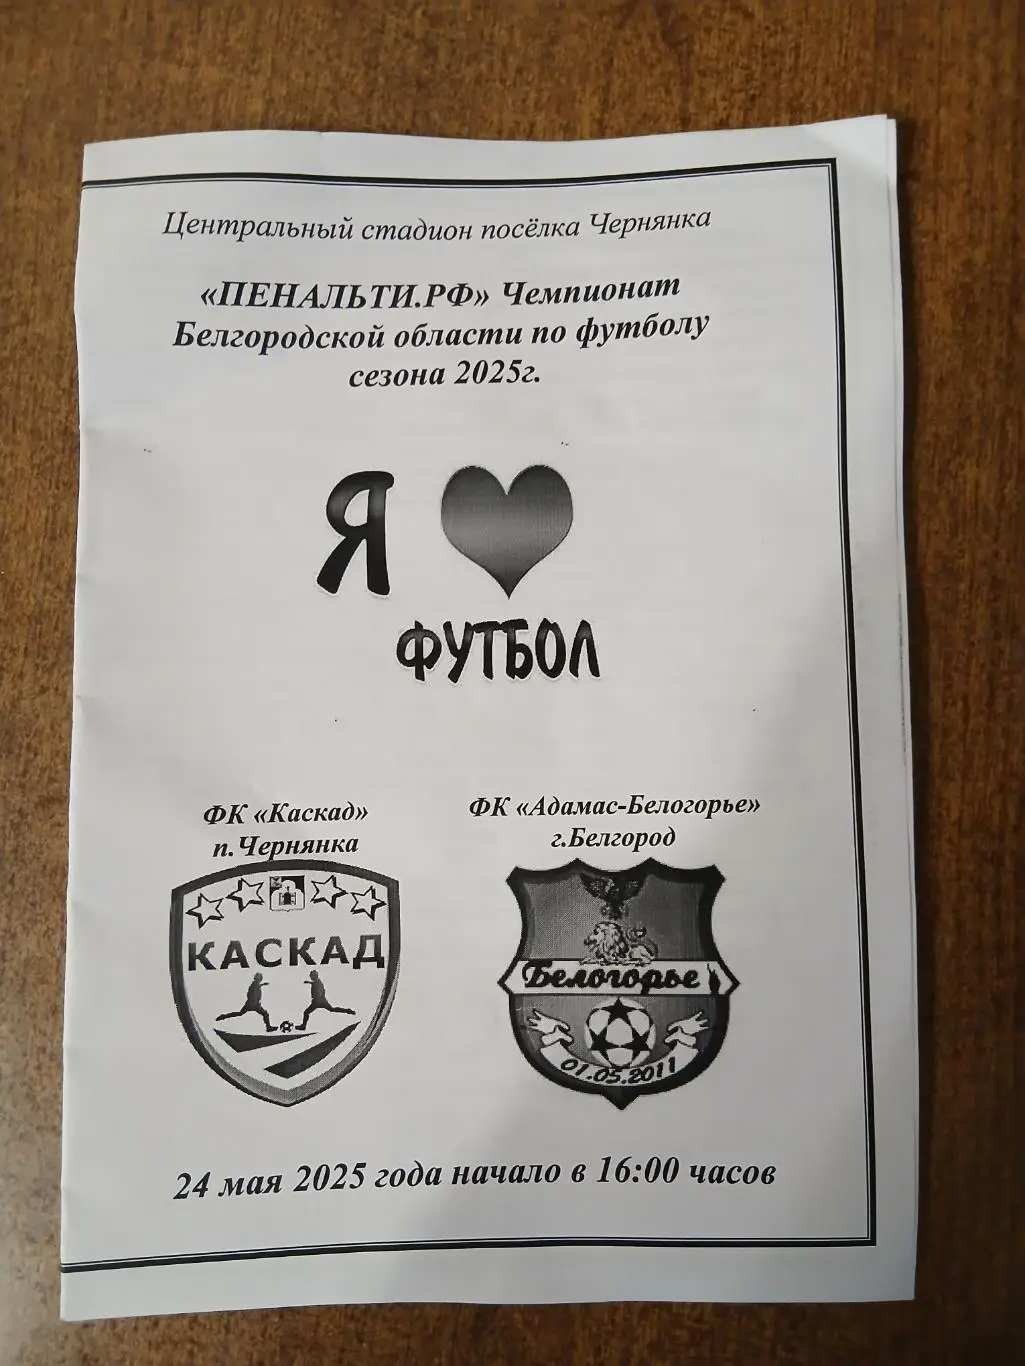 Центральный стадион посёлка Чернянка
«ПЕНАЛЬТИ.РФ» Чемпионат
Белгородской области по футболу
сезона 2025г.
Я
ФУТБОЛ
ФК «Каскад»
п.Чернянка
КАСКАД
ФК «Адамас-Белогорье»
г.Белгород
Белогорье
01.05.2011
24 мая 2025 года начало в 16:00 часов